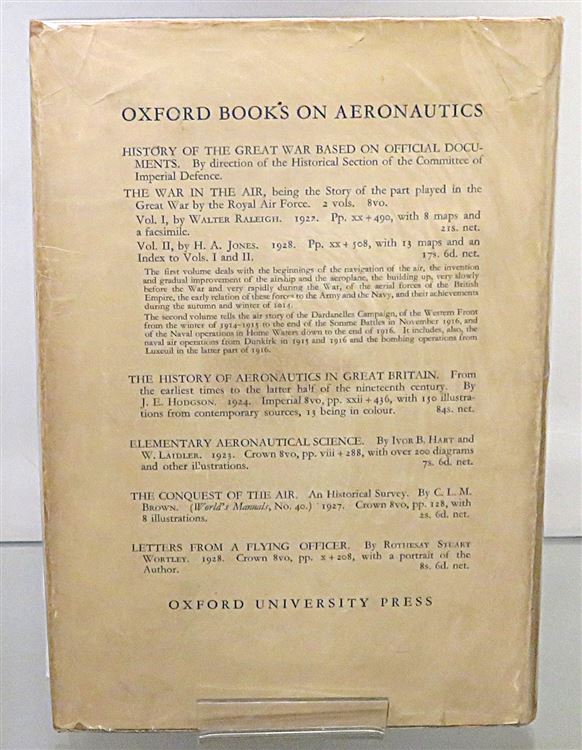 OXFORD BOOKS ON AERONAUTICS
HISTORY OF THE GREAT WAR BASED ON OFFICIAL DOCU-
MENTS. By direction of the Historical Section of the Committee of
Imperial Defence.
THE WAR IN THE AIR, being the Story of the part played in the
Great War by the Royal Air Force. 2 vols. 8vo.
Vol. I, by WALTER RALEIGH. 1922. Pp. xx + 490, with 8 maps and
a facsimile. 21s. net.
Vol. II, by H. A. JONES. 1928. Pp. xx + 508, with 13 maps and an
Index to Vols. I and II. 17s. 6d. net.
The first volume deals with the beginnings of the navigation of the air, the invention
and gradual improvement of the airship and the aeroplane, the building up, very slowly
before the War and very rapidly during the War, of the aerial forces of the British
Empire, the early relation of these forces to the Army and the Navy, and their achievements
during the autumn and winter of 2014.
The second volume tells the air story of the Dardanelles Campaign, of the Western Front
from the winter of 1914-1915 to the end of the Somme Battles in November 1916, and
of the Naval operations in Home Waters down to the end of 1916. It includes, also, the
naval air operations from Dunkirk in 1915 and 1916 and the bombing operations from
Luxeuil in the latter part of 1916.
THE HISTORY OF AERONAUTICS IN GREAT BRITAIN. From
the earliest times to the latter half of the nineteenth century. By
J. E. HODGSON. 1924. Imperial 8vo, pp. xxii + 436, with 150 illustra-
tions from contemporary sources, 13 being in colour. 84s. net.
ELEMENTARY AERONAUTICAL SCIENCE. By IVOR B. HART and
W. LAIDLER. 1923. Crown 8vo, pp. viii + 288, with over 200 diagrams
and other illustrations. 7s. 6d. net.
THE CONQUEST OF THE AIR. An Historical Survey. By C. L. M.
BROWN. (World's Manuals, No. 40.) 1927. Crown 8vo, pp. 128, with
8 illustrations. 2s. 6d. net.
LETTERS FROM A FLYING OFFICER. By ROTHESAY STUART
WORTLEY. 1928. Crown 8vo, pp. x + 208, with a portrait of the
Author. 8s. 6d. net.
OXFORD UNIVERSITY PRESS